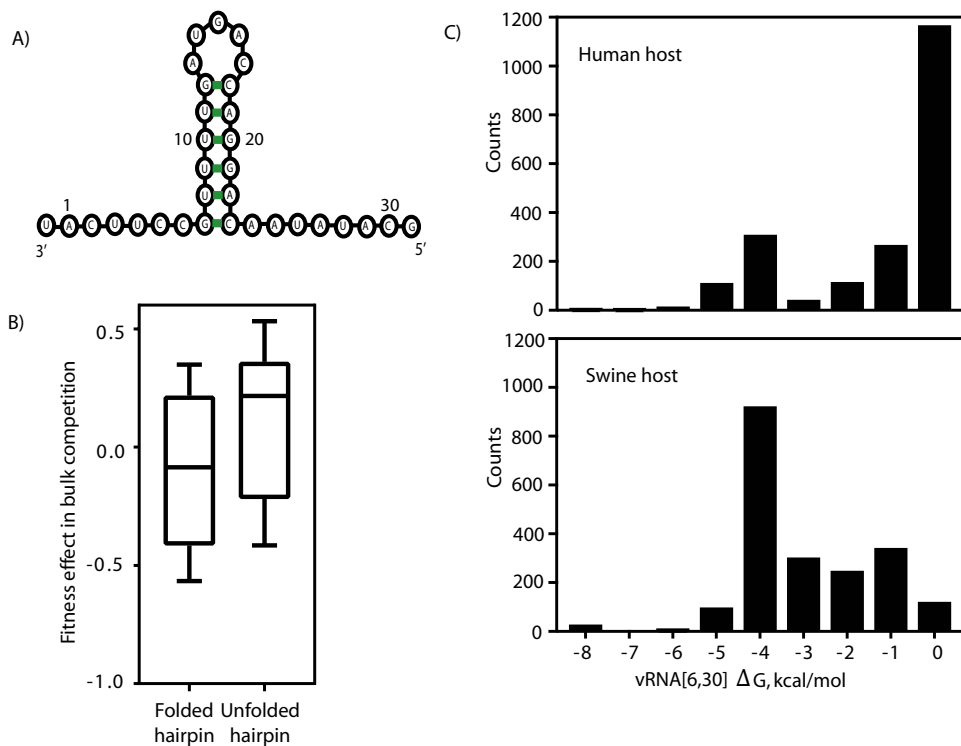 A)
G
U A
A C
G C
U A
10 U G 20
U G
U A
1 30
U A C U U C C G C A A U A U A C G
3' 5'
B)
Fitness effect in bulk competition
0.5
0.0
-0.5
-1.0
Folded hairpin
Unfolded hairpin
C)
Human host
Counts
1200
1000
800
600
400
200
0
Swine host
Counts
1200
1000
800
600
400
200
0
-8 -7 -6 -5 -4 -3 -2 -1 0
vRNA[6,30] ΔG, kcal/mol